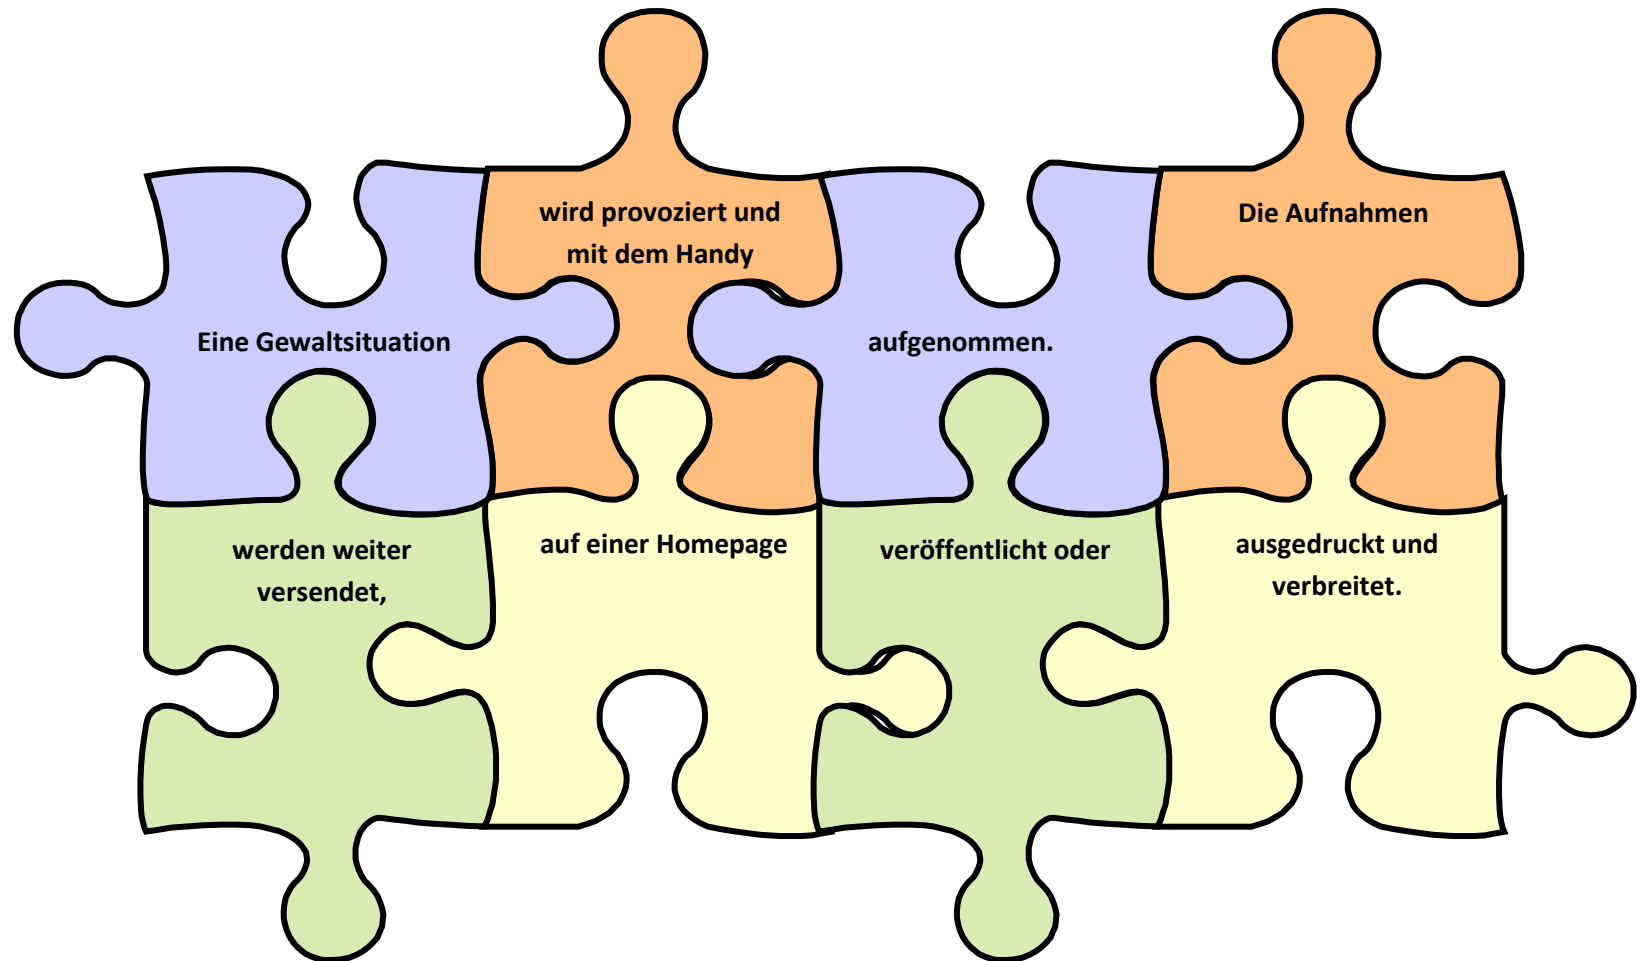 wird provoziert und
mit dem Handy
Die Aufnahmen
Eine Gewaltsituation
aufgenommen.
werden weiter
versendet,
auf einer Homepage
veröffentlicht oder
ausgedruckt und
verbreitet.